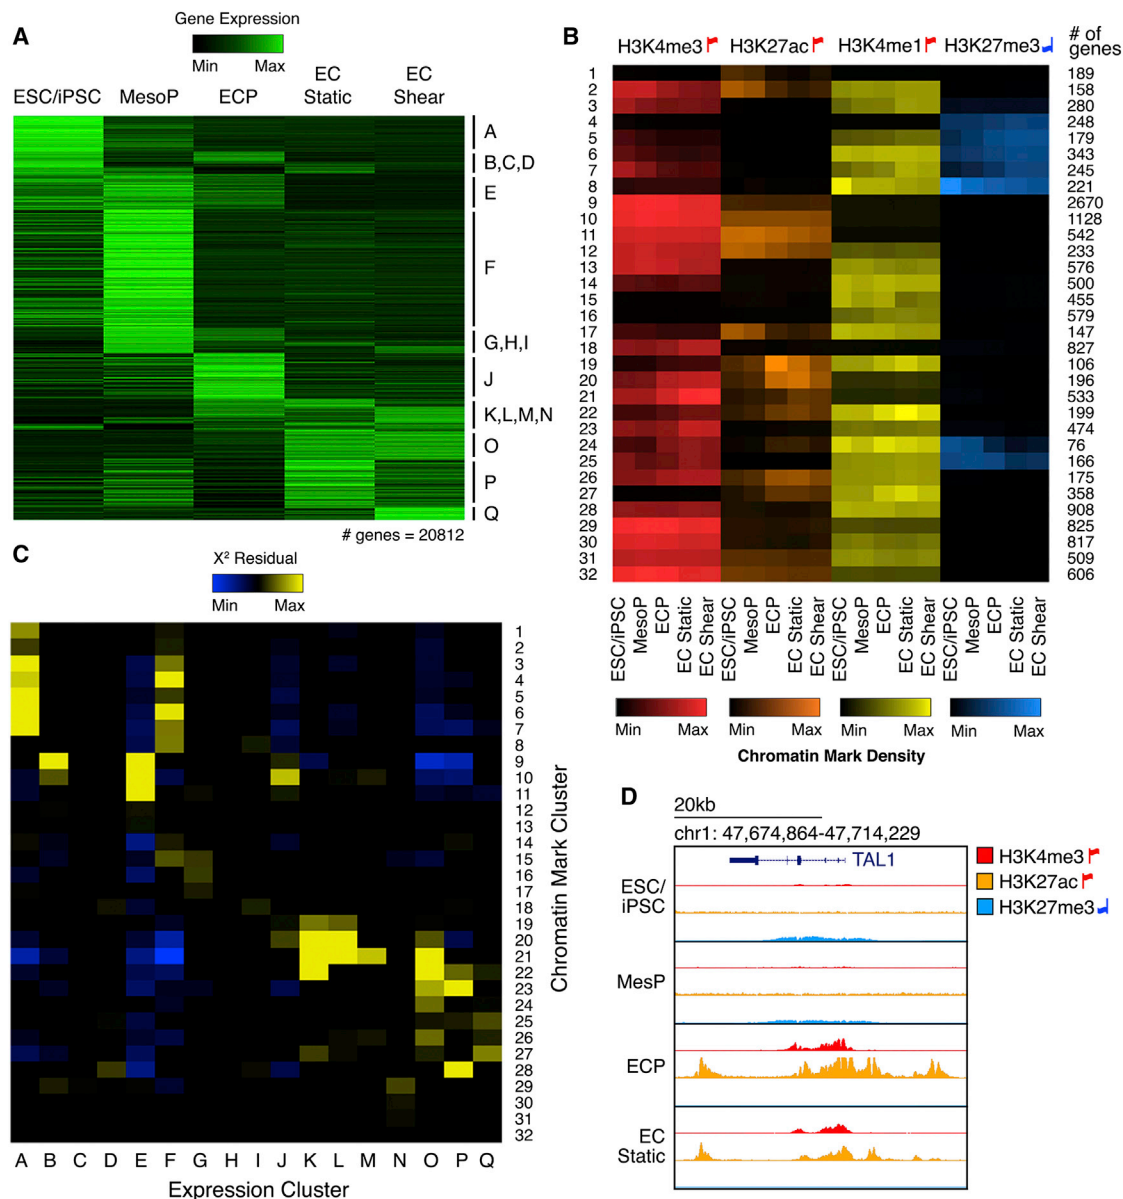 A
Gene Expression
Min Max
ESC/iPSC MesoP ECP EC Static EC Shear
A
B,C,D
E
F
G,H,I
J
K,L,M,N
O
P
Q
# genes = 20812
B
H3K4me3 H3K27ac H3K4me1 H3K27me3 # of genes
1 189
2 158
3 280
4 248
5 179
6 343
7 245
8 221
9 2670
10 1128
11 542
12 233
13 576
14 500
15 455
16 579
17 147
18 827
19 106
20 196
21 533
22 199
23 474
24 76
25 166
26 175
27 358
28 908
29 825
30 817
31 509
32 606
ESC/iPSC MesoP ECP EC Static EC Shear ESC/iPSC MesoP ECP EC Static EC Shear ESC/iPSC MesoP ECP EC Static EC Shear ESC/iPSC MesoP ECP EC Static EC Shear
Min Max Min Max Min Max Min Max
Chromatin Mark Density
C
X² Residual
Min Max
1
2
3
4
5
6
7
8
9
10
11
12
13
14
15
16
17
18
19
20
21
22
23
24
25
26
27
28
29
30
31
32
Chromatin Mark Cluster
A B C D E F G H I J K L M N O P Q
Expression Cluster
D
20kb
chr1: 47,674,864-47,714,229
TAL1
ESC/
iPSC
MesP
ECP
EC
Static
H3K4me3
H3K27ac
H3K27me3